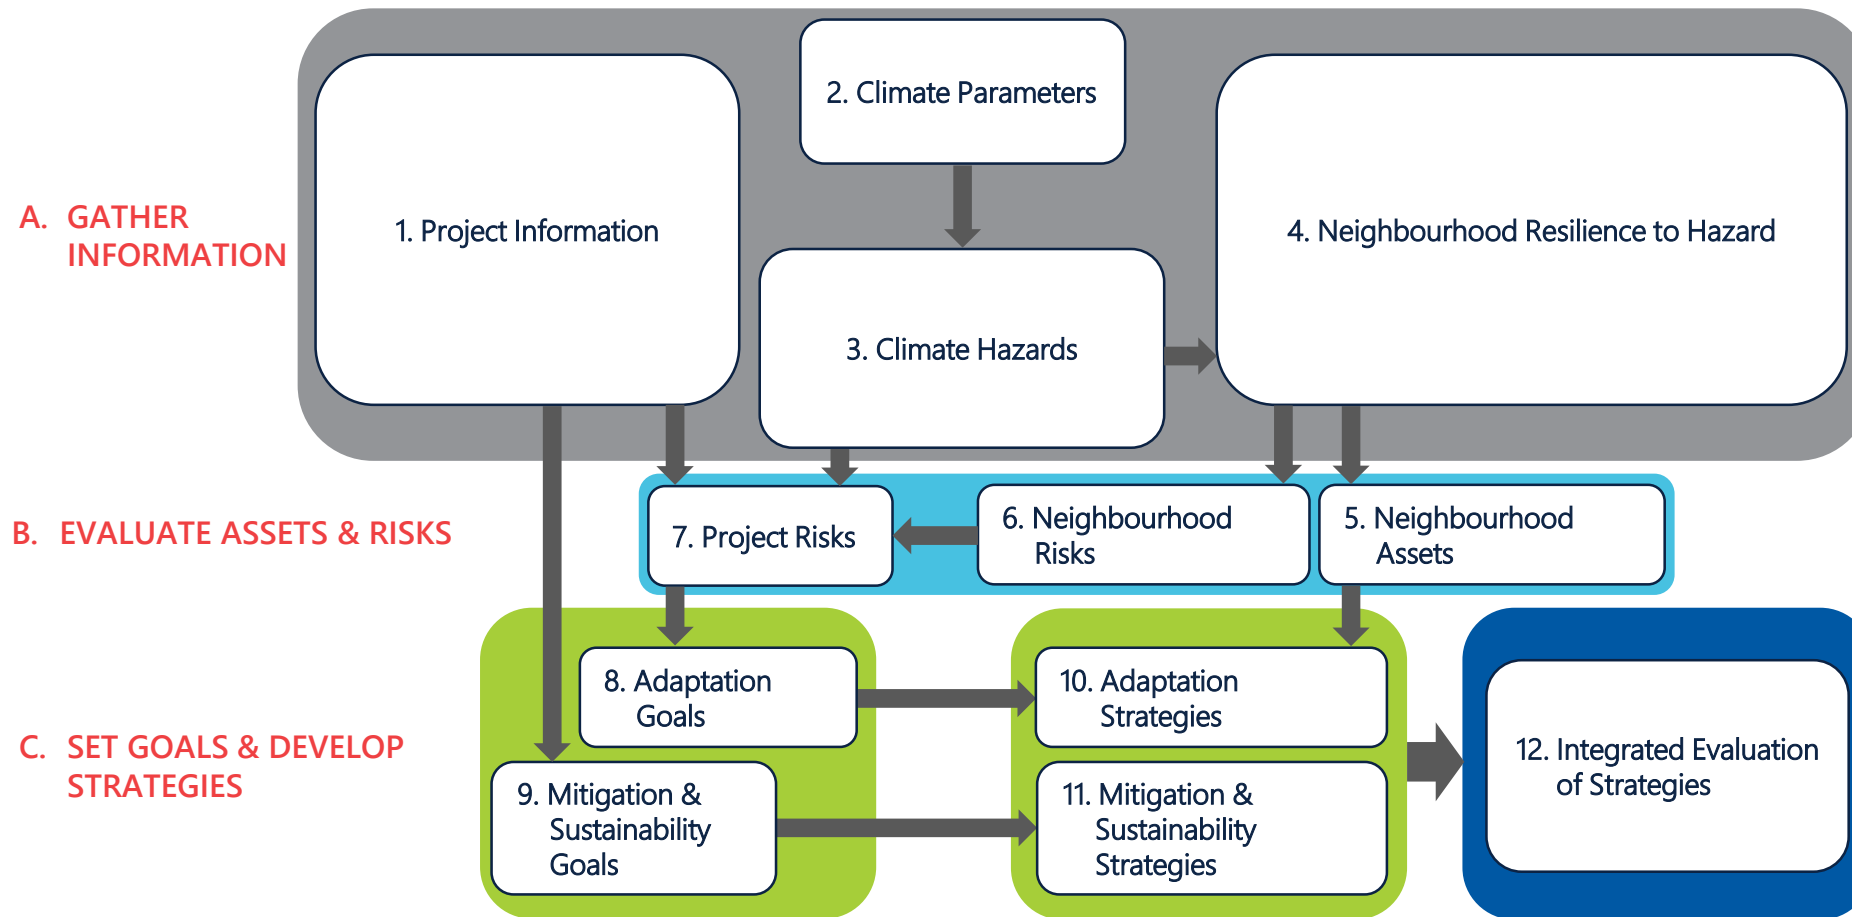 2. Climate Parameters
A. GATHER
INFORMATION
1. Project Information
4. Neighbourhood Resilience to Hazard
3. Climate Hazards
B. EVALUATE ASSETS & RISKS
7. Project Risks
6. Neighbourhood
Risks
5. Neighbourhood
Assets
C. SET GOALS & DEVELOP
STRATEGIES
8. Adaptation
Goals
10. Adaptation
Strategies
9. Mitigation &
Sustainability
Goals
11. Mitigation &
Sustainability
Strategies
12. Integrated Evaluation
of Strategies